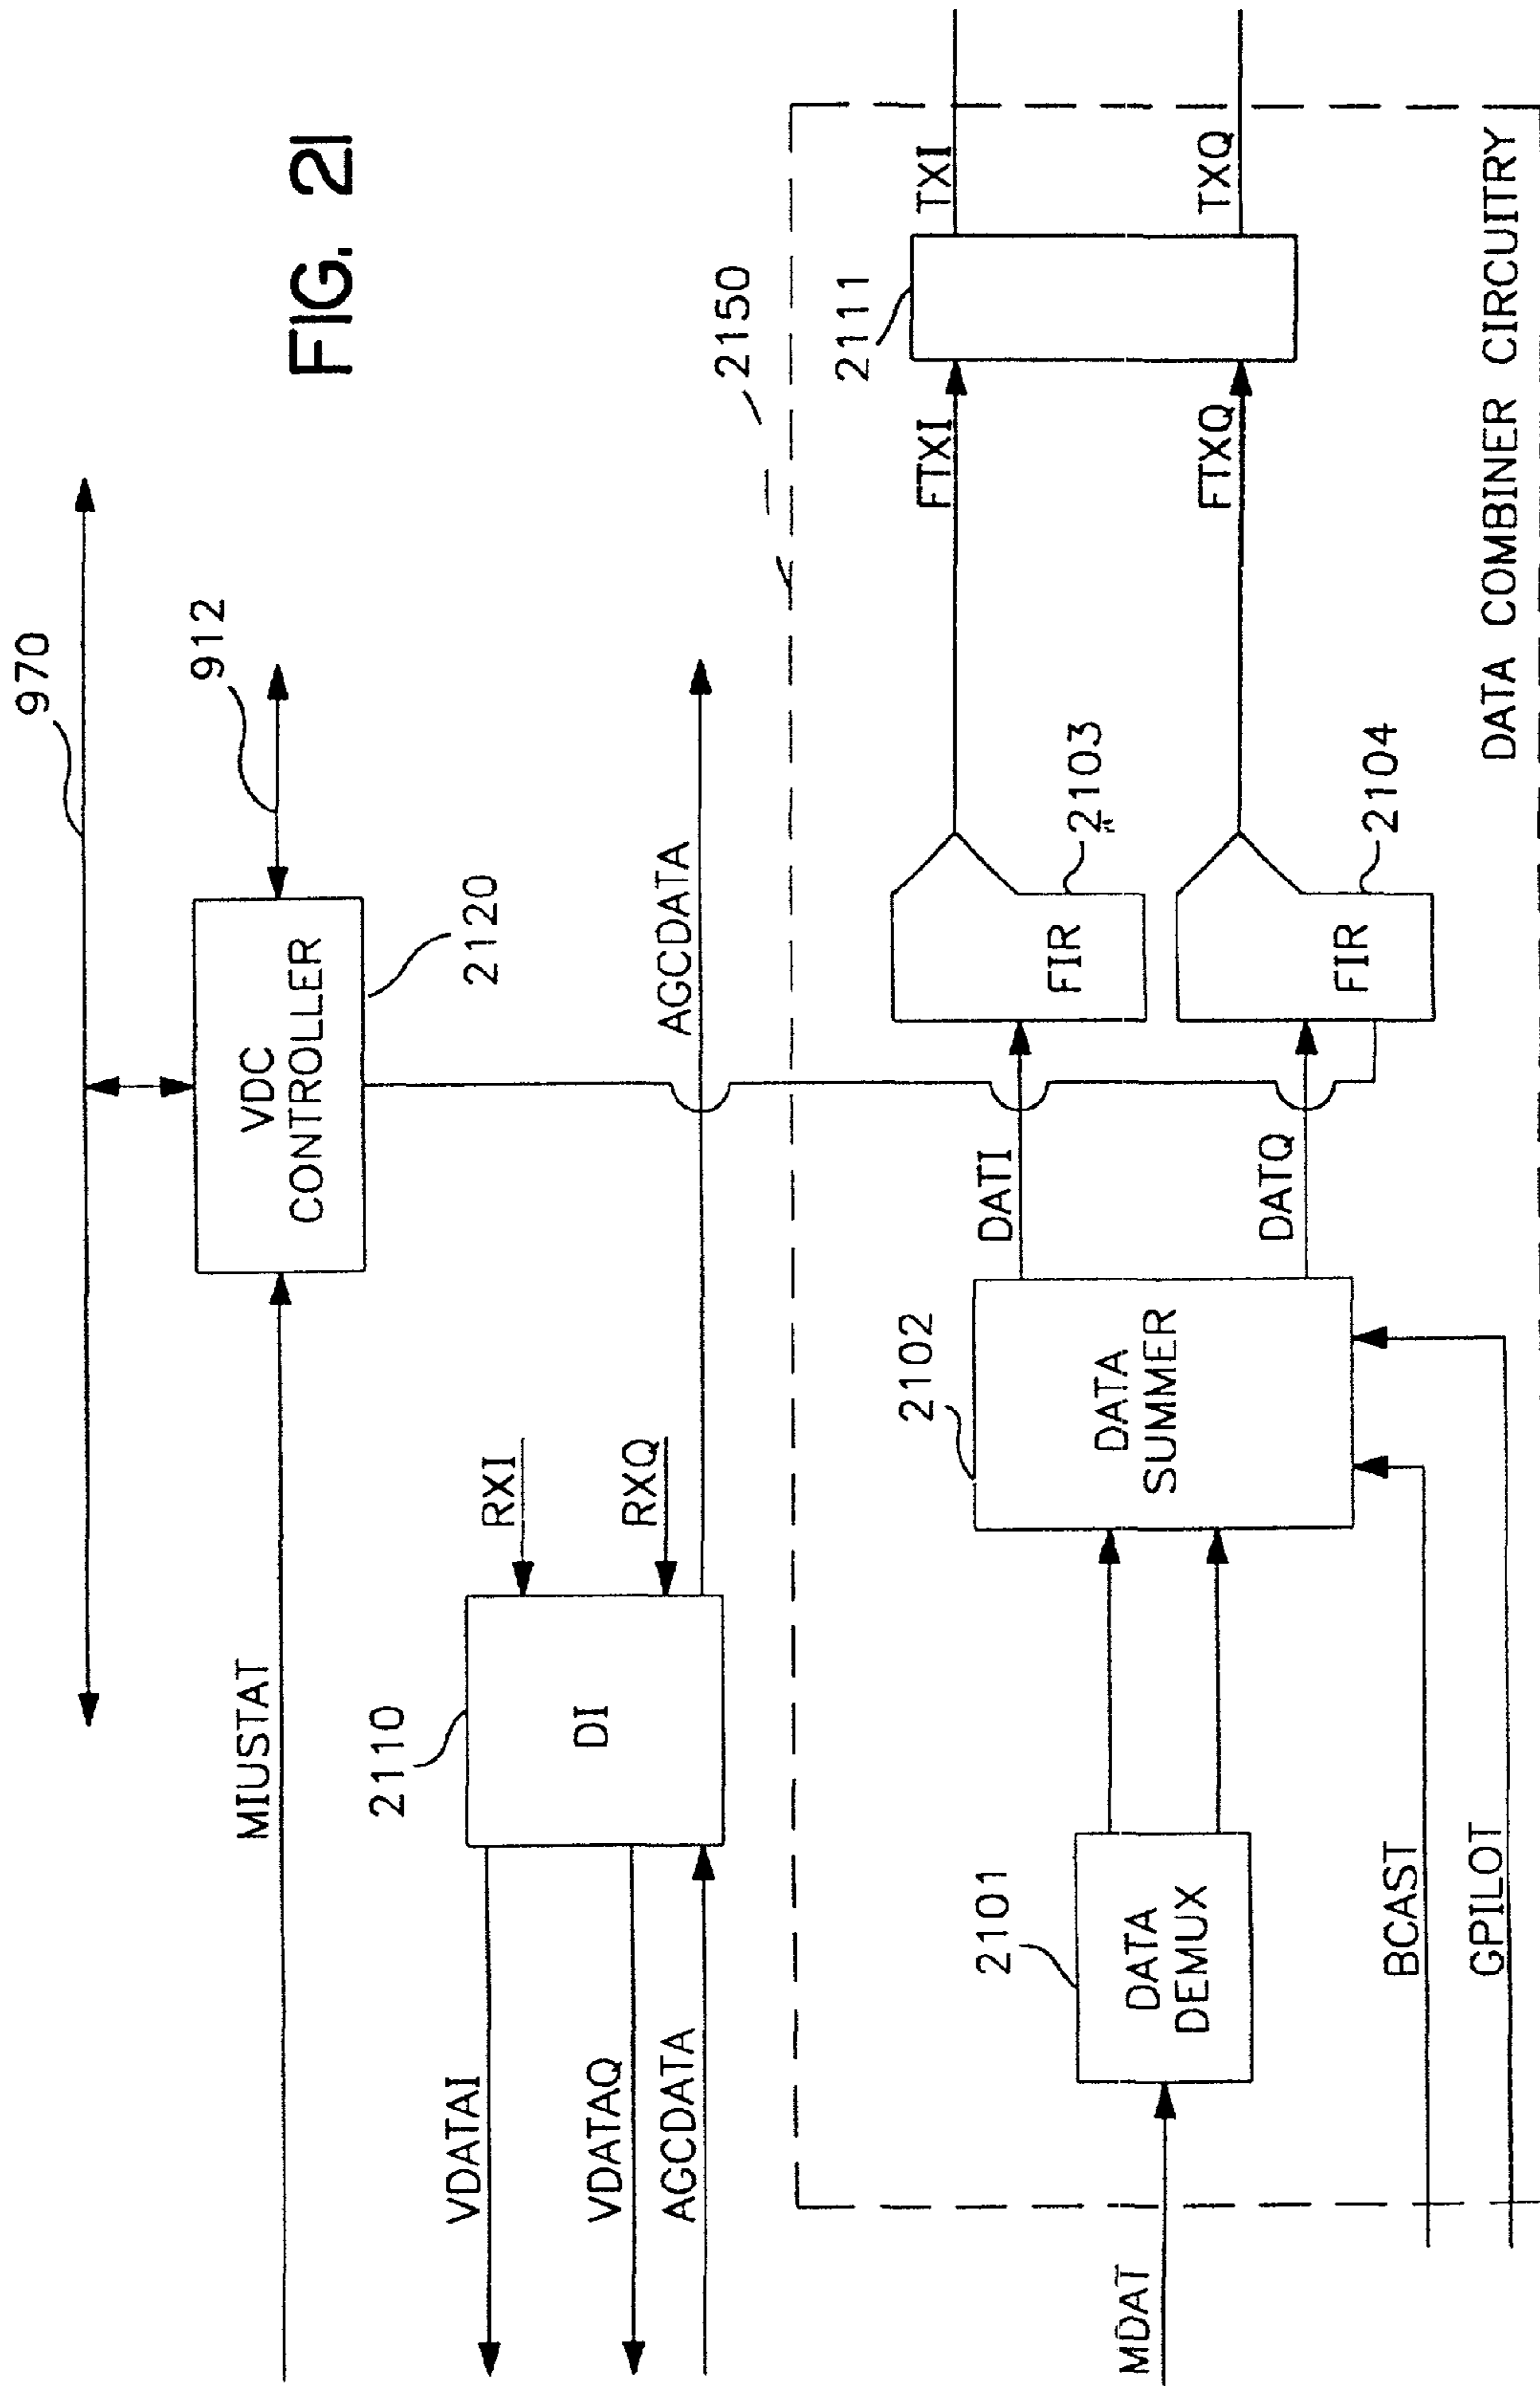 FIG. 21
970
912
VDC
CONTROLLER
2120
MIUSTAT
2110
DI
RXI
RXQ
VDATAI
VDATAQ
AGCDATA
AGCDATA
2150
MDAT
2101
DATA
DEMUX
2102
DATA
SUMMER
BCAST
GPILOT
DATI
DATQ
FIR
2103
FIR
2104
FTXI
FTXQ
2111
TXI
TXQ
DATA COMBINER CIRCUITRY